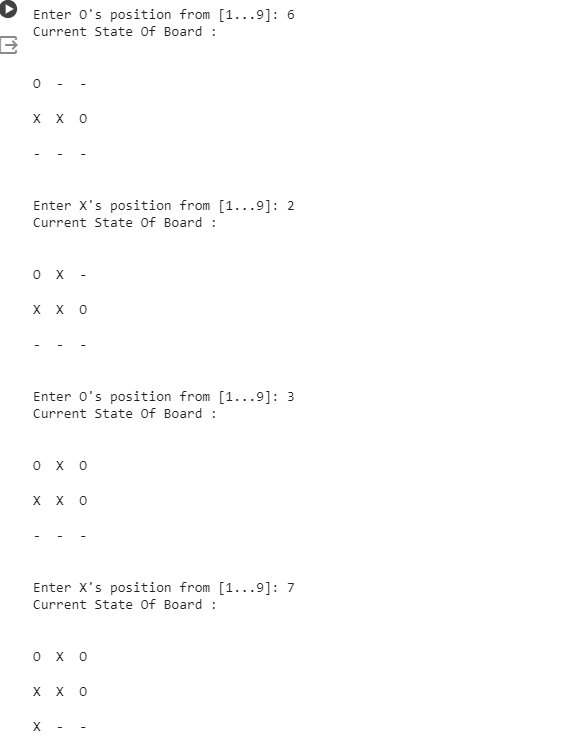 Enter O's position from [1...9]: 6
Current State Of Board :
O - -
X X O
- - -
Enter X's position from [1...9]: 2
Current State Of Board :
O X -
X X O
- - -
Enter O's position from [1...9]: 3
Current State Of Board :
O X O
X X O
- - -
Enter X's position from [1...9]: 7
Current State Of Board :
O X O
X X O
X - -